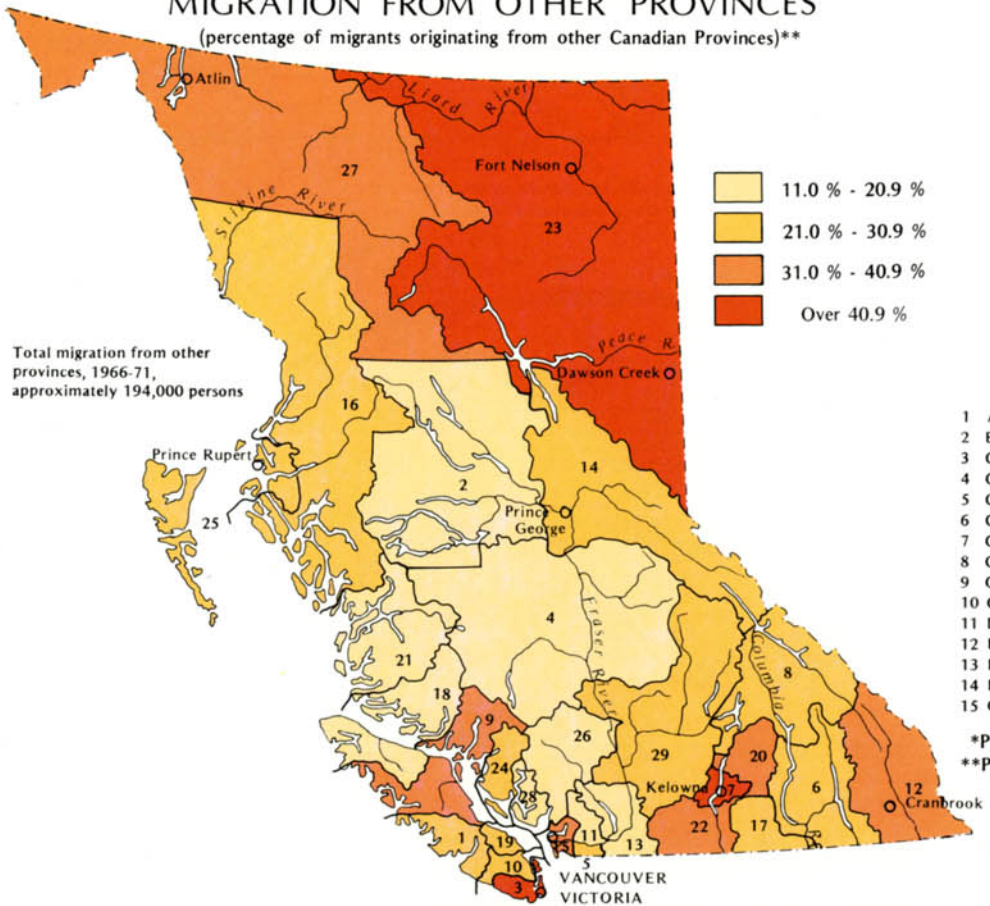 MIGRATION FROM OTHER PROVINCES
(percentage of migrants originating from other Canadian Provinces)**
Atlin
Liard River
Fort Nelson
27
Stikine River
23
11.0 % - 20.9 %
21.0 % - 30.9 %
31.0 % - 40.9 %
Over 40.9 %
Peace R.
Dawson Creek
Total migration from other
provinces, 1966-71,
approximately 194,000 persons
16
Prince Rupert
14
2
25
Prince
George
4
Fraser River
21
18
Columbia
8
9
26
24
29
20
28
Kelowna
7
6
12
Cranbrook
22
17
1
19
15
11
13
10
5
3
VANCOUVER
VICTORIA
1
2
3
4
5
6
7
8
9
10
11
12
13
14
15
*P
**P